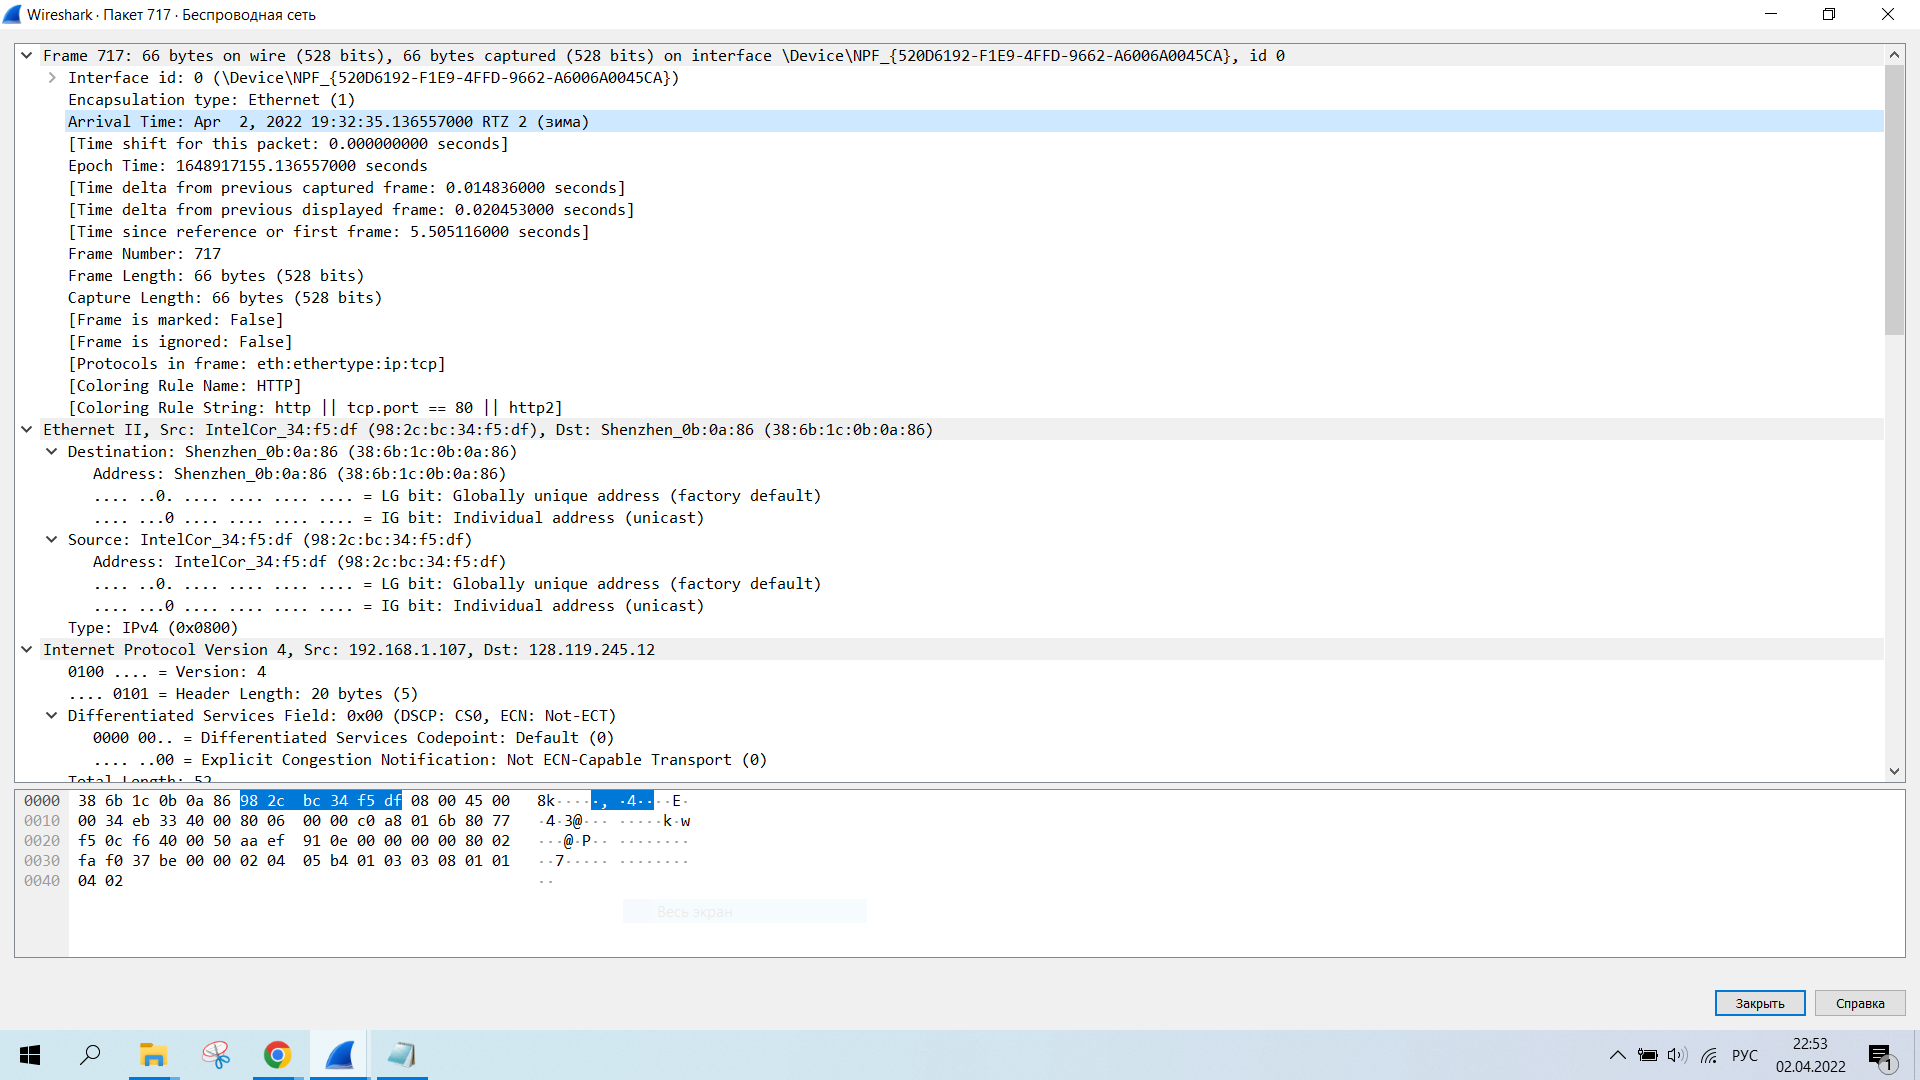 Wireshark · Пакет 717 · Беспроводная сеть
Frame 717: 66 bytes on wire (528 bits), 66 bytes captured (528 bits) on interface \Device\NPF_{520D6192-F1E9-4FFD-9662-A6006A0045CA}, id 0
Interface id: 0 (\Device\NPF_{520D6192-F1E9-4FFD-9662-A6006A0045CA})
Encapsulation type: Ethernet (1)
Arrival Time: Apr  2, 2022 19:32:35.136557000 RTZ 2 (зима)
[Time shift for this packet: 0.000000000 seconds]
Epoch Time: 1648917155.136557000 seconds
[Time delta from previous captured frame: 0.014836000 seconds]
[Time delta from previous displayed frame: 0.020453000 seconds]
[Time since reference or first frame: 5.505116000 seconds]
Frame Number: 717
Frame Length: 66 bytes (528 bits)
Capture Length: 66 bytes (528 bits)
[Frame is marked: False]
[Frame is ignored: False]
[Protocols in frame: eth:ethertype:ip:tcp]
[Coloring Rule Name: HTTP]
[Coloring Rule String: http || tcp.port == 80 || http2]
Ethernet II, Src: IntelCor_34:f5:df (98:2c:bc:34:f5:df), Dst: Shenzhen_0b:0a:86 (38:6b:1c:0b:0a:86)
Destination: Shenzhen_0b:0a:86 (38:6b:1c:0b:0a:86)
Address: Shenzhen_0b:0a:86 (38:6b:1c:0b:0a:86)
.... ..0. .... .... .... .... = LG bit: Globally unique address (factory default)
.... ...0 .... .... .... .... = IG bit: Individual address (unicast)
Source: IntelCor_34:f5:df (98:2c:bc:34:f5:df)
Address: IntelCor_34:f5:df (98:2c:bc:34:f5:df)
.... ..0. .... .... .... .... = LG bit: Globally unique address (factory default)
.... ...0 .... .... .... .... = IG bit: Individual address (unicast)
Type: IPv4 (0x0800)
Internet Protocol Version 4, Src: 192.168.1.107, Dst: 128.119.245.12
0100 .... = Version: 4
.... 0101 = Header Length: 20 bytes (5)
Differentiated Services Field: 0x00 (DSCP: CS0, ECN: Not-ECT)
0000 00.. = Differentiated Services Codepoint: Default (0)
.... ..00 = Explicit Congestion Notification: Not ECN-Capable Transport (0)
Total Length: 52
0000 38 6b 1c 0b 0a 86 98 2c  bc 34 f5 df 08 00 45 00 8k·····, ·4····E·
0010 00 34 eb 33 40 00 80 06  00 00 c0 a8 01 6b 80 77 ·4·3@··· ·····k·w
0020 f5 0c f6 40 00 50 aa ef  91 0e 00 00 00 00 80 02 ···@·P·· ········
0030 fa f0 37 be 00 00 02 04  05 b4 01 03 03 08 01 01 ··7····· ········
0040 04 02 ··
Весь экран
Закрыть
Справка
РУС
22:53
02.04.2022
1